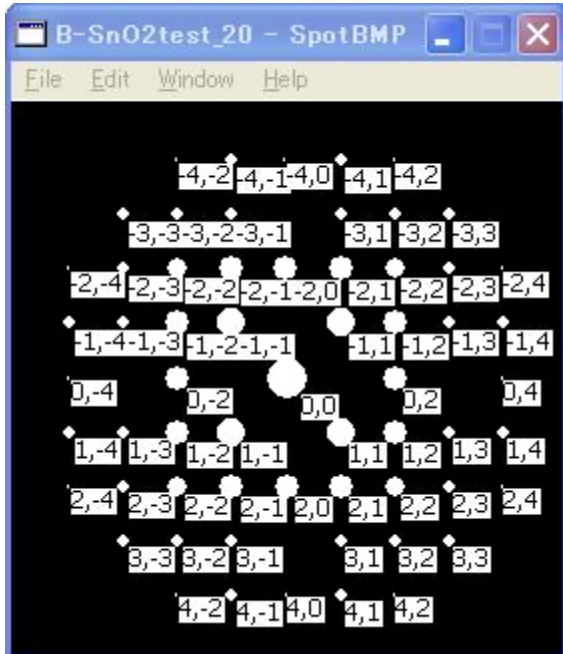 B-SnO2test_20 - SpotBMP
File Edit Window Help
-4,-2 -4,-1 -4,0 -4,1 -4,2
-3,-3 -3,-2 -3,-1 -3,1 -3,2 -3,3
-2,-4 -2,-3 -2,-2 -2,-1 -2,0 -2,1 -2,2 -2,3 -2,4
-1,-4 -1,-3 -1,-2 -1,-1 -1,1 -1,2 -1,3 -1,4
0,-4 0,-2 0,0 0,2 0,4
1,-4 1,-3 1,-2 1,-1 1,1 1,2 1,3 1,4
2,-4 2,-3 2,-2 2,-1 2,0 2,1 2,2 2,3 2,4
3,-3 3,-2 3,-1 3,1 3,2 3,3
4,-2 4,-1 4,0 4,1 4,2